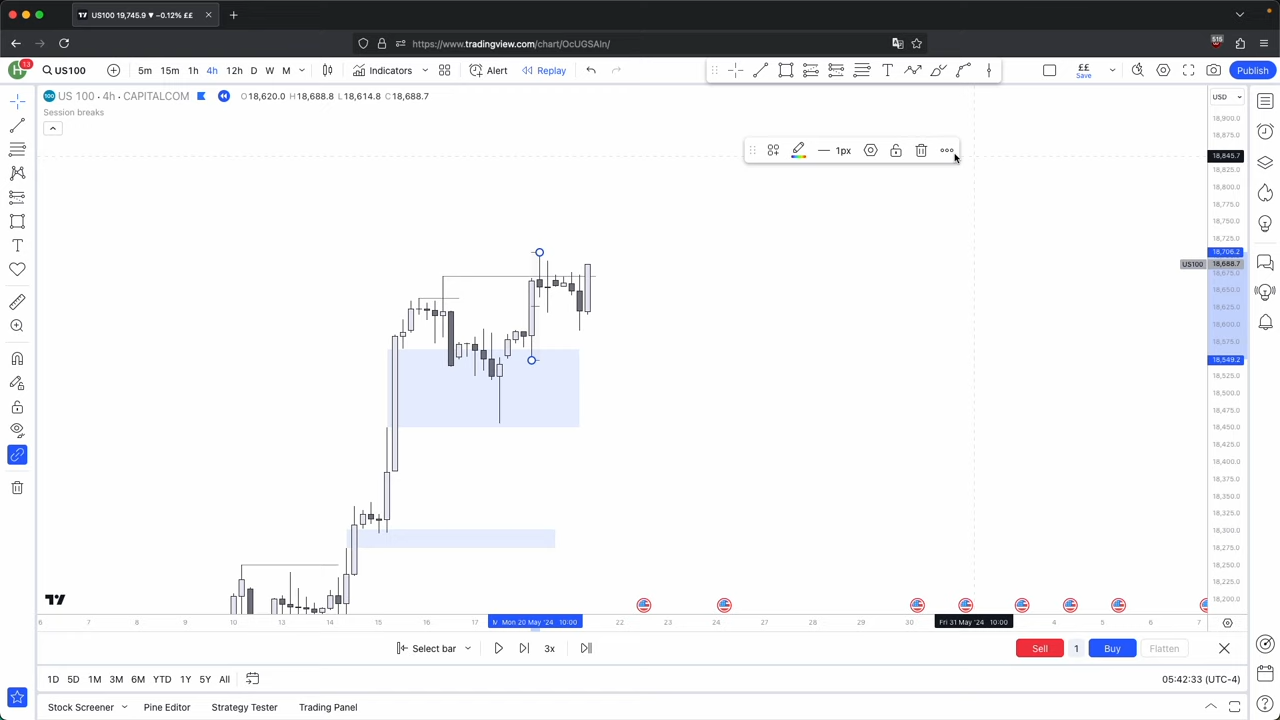 US100 19,745.9 ▼ −0.12% ££
https://www.tradingview.com/chart/OcUGSAln/
515
13
US100
5m 15m 1h 4h 12h D W M
Indicators
Alert
Replay
££
Save
Publish
US 100 · 4h · CAPITALCOM
O18,620.0 H18,688.8 L18,614.8 C18,688.7
USD
Session breaks
18,900.0
18,875.0
1px
18,845.7
18,825.0
18,800.0
18,775.0
18,750.0
18,725.0
18,706.2
US100 18,688.7
18,675.0
18,650.0
18,625.0
18,600.0
18,575.0
18,549.2
18,525.0
18,500.0
18,475.0
18,450.0
18,425.0
18,400.0
18,375.0
18,350.0
18,325.0
18,300.0
18,275.0
18,250.0
18,225.0
18,200.0
6 7 8 9 10 13 14 15 16 17 M Mon 20 May '24 10:00 22 23 24 27 28 29 30 Fri 31 May '24 10:00 4 5 6 7
Select bar
3x
Sell
1
Buy
Flatten
1D 5D 1M 3M 6M YTD 1Y 5Y All
05:42:33 (UTC-4)
Stock Screener
Pine Editor
Strategy Tester
Trading Panel